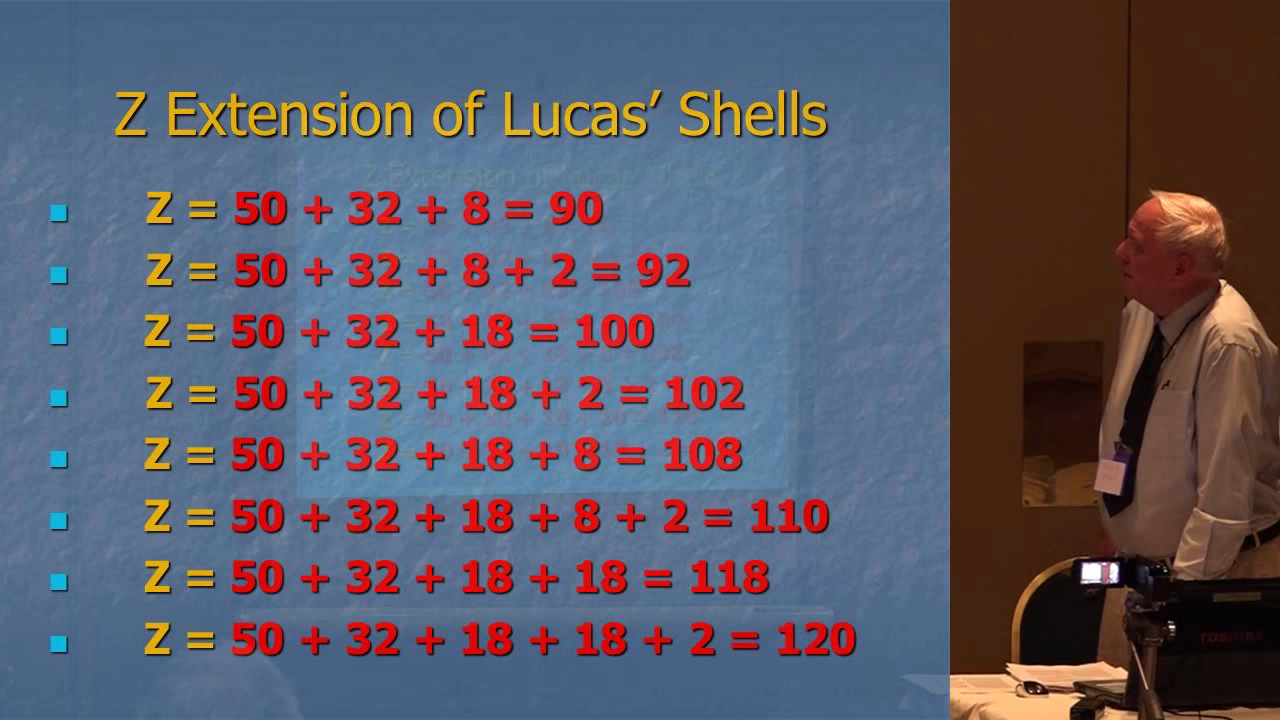 Z Extension of Lucas’ Shells
Z = 50 + 32 + 8 = 90
Z = 50 + 32 + 8 + 2 = 92
Z = 50 + 32 + 18 = 100
Z = 50 + 32 + 18 + 2 = 102
Z = 50 + 32 + 18 + 8 = 108
Z = 50 + 32 + 18 + 8 + 2 = 110
Z = 50 + 32 + 18 + 18 = 118
Z = 50 + 32 + 18 + 18 + 2 = 120
TOSHIBA